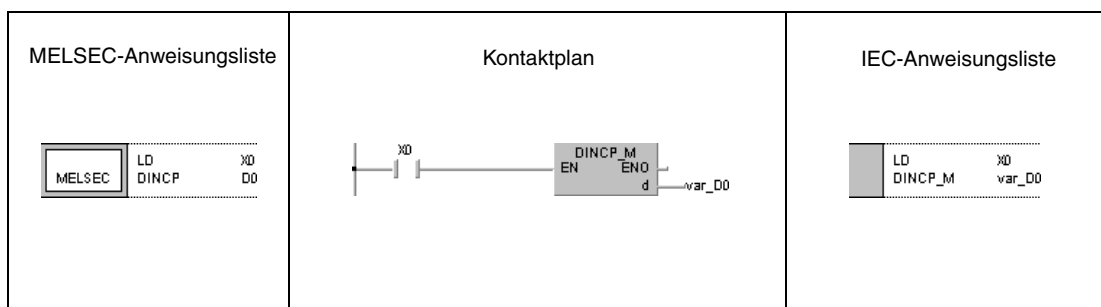 MELSEC-Anweisungsliste
MELSEC
LD X0
DINCP D0
Kontaktplan
X0
DINCP_M
EN ENO
d var_D0
IEC-Anweisungsliste
LD X0
DINCP_M var_D0